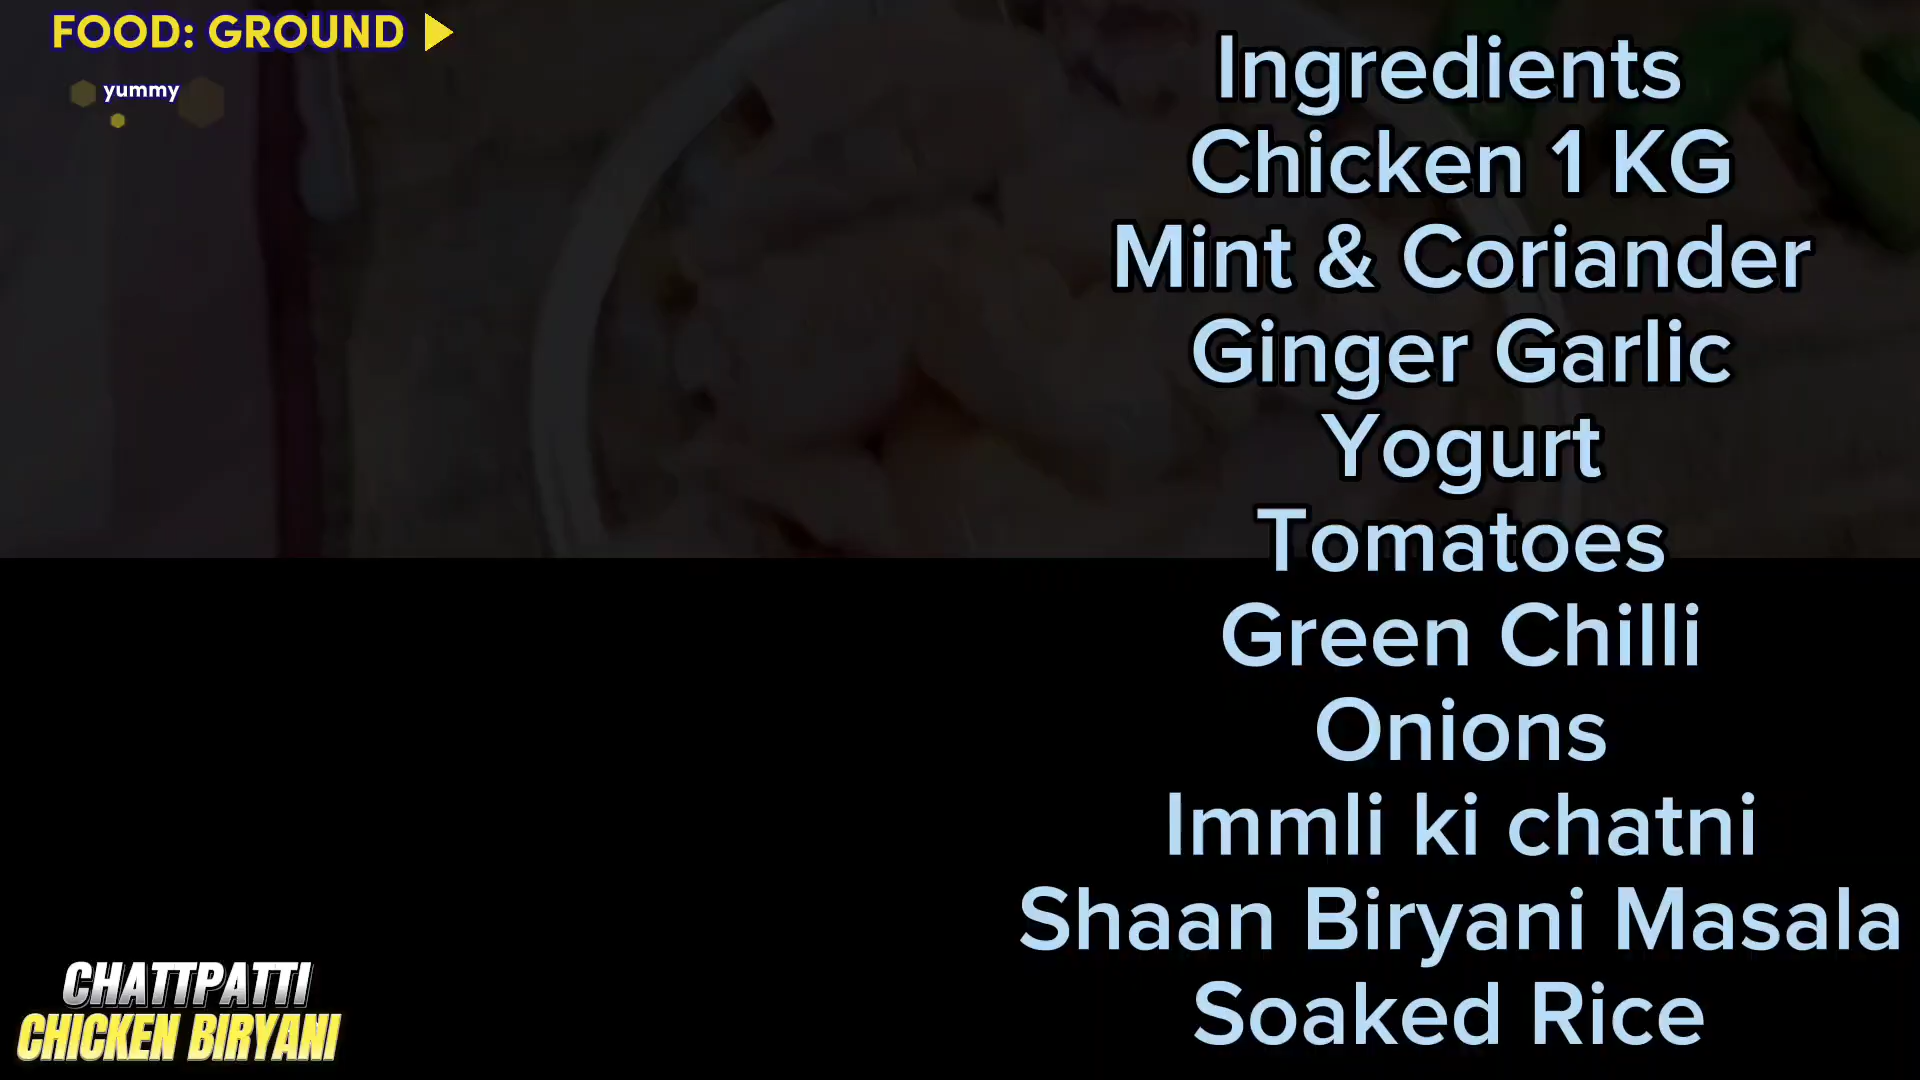 FOOD: GROUND
yummy
Ingredients
Chicken 1 KG
Mint & Coriander
Ginger Garlic
Yogurt
Tomatoes
Green Chilli
Onions
Immli ki chatni
Shaan Biryani Masala
Soaked Rice
CHATTPATTI
CHICKEN BIRYANI